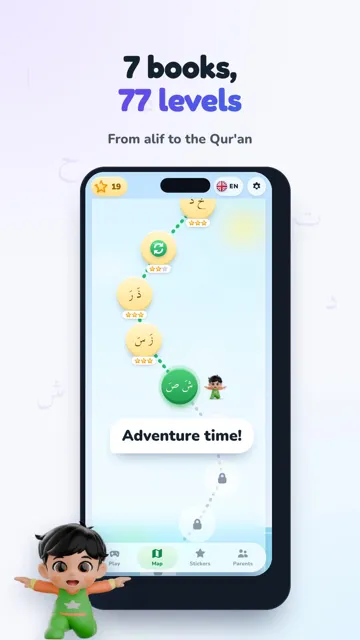 7 books,
77 levels
From alif to the Qur'an
19
EN
خ د
ذَ رَ
زَ سَ
شَ صَ
Adventure time!
Play
Map
Stickers
Parents
ح
ت
د
ش